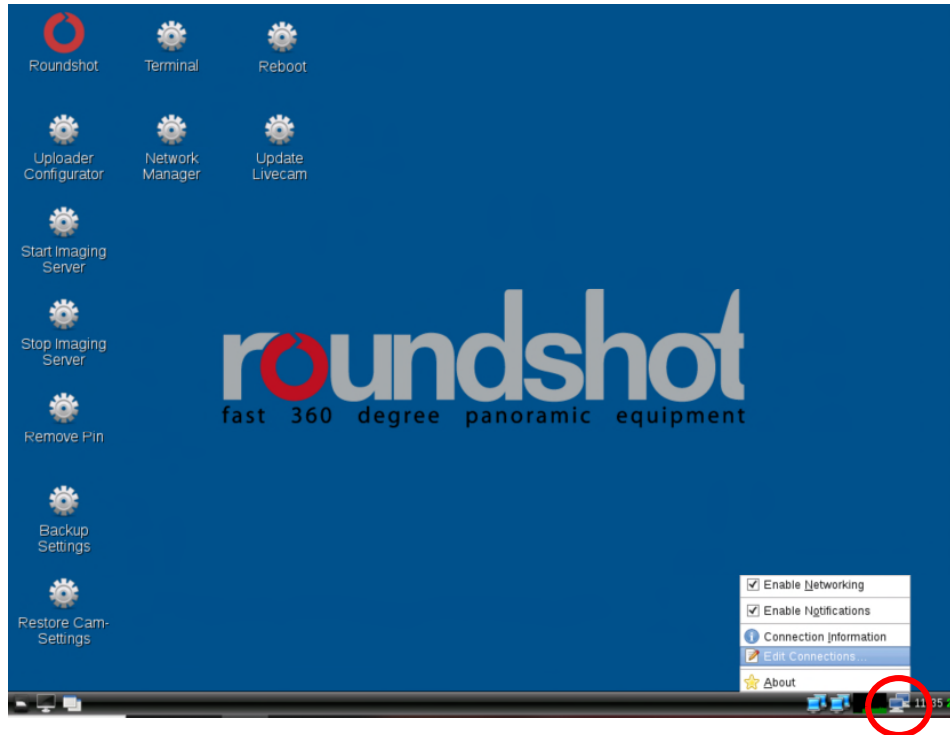 Roundshot
Terminal
Reboot
Uploader
Configurator
Network
Manager
Update
Livecam
Start Imaging
Server
Stop Imaging
Server
Remove Pin
Backup
Settings
Restore Cam-
Settings
roundshot
fast 360 degree panoramic equipment
Enable Networking
Enable Notifications
Connection Information
Edit Connections...
About